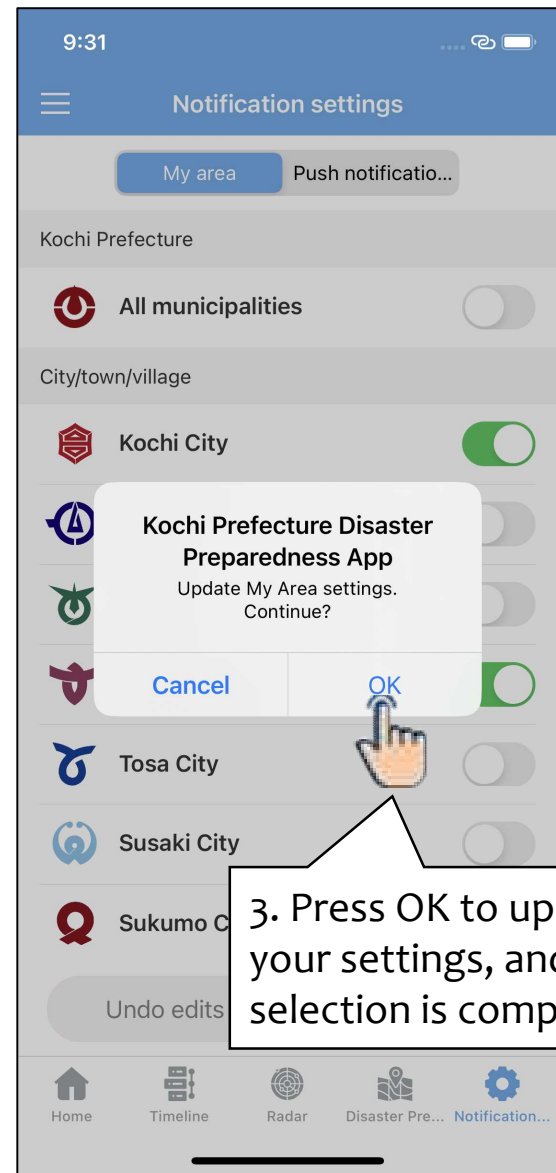 9:31
Notification settings
My area
Push notificatio...
Kochi Prefecture
All municipalities
City/town/village
Kochi City
Kochi Prefecture Disaster
Preparedness App
Update My Area settings.
Continue?
Cancel
OK
Tosa City
Susaki City
Sukumo C
3. Press OK to up
your settings, and
selection is comp
Undo edits
Home
Timeline
Radar
Disaster Pre...
Notification...